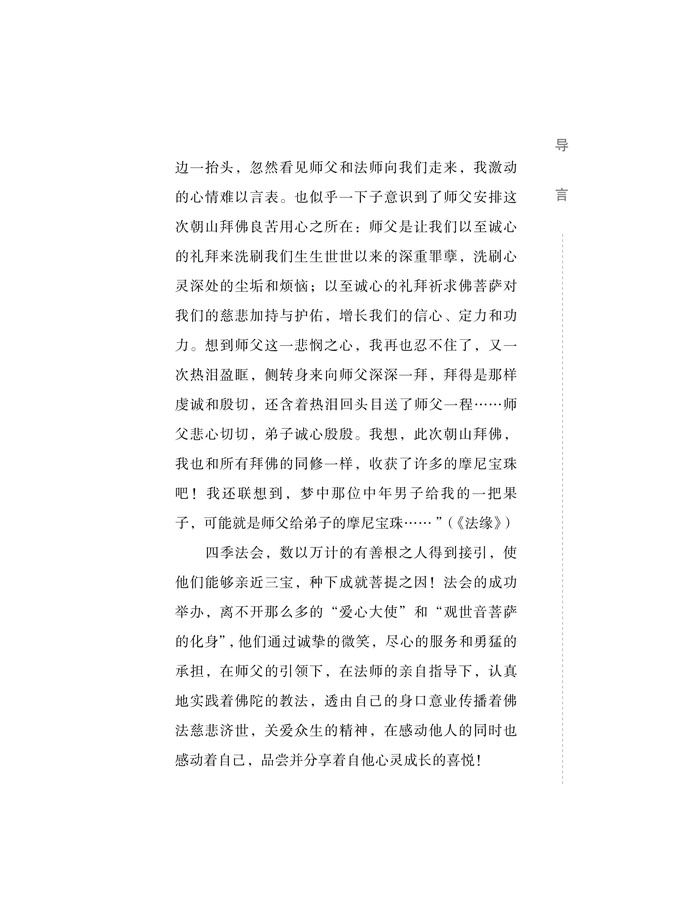 导言
边一抬头，忽然看见师父和法师向我们走来，我激动
的心情难以言表。也似乎一下子意识到了师父安排这
次朝山拜佛良苦用心之所在：师父是让我们以至诚心
的礼拜来洗刷我们生生世世以来的深重罪孽，洗刷心
灵深处的尘垢和烦恼；以至诚心的礼拜祈求佛菩萨对
我们的慈悲加持与护佑，增长我们的信心、定力和功
力。想到师父这一悲悯之心，我再也忍不住了，又一
次热泪盈眶，侧转身来向师父深深一拜，拜得是那样
虔诚和殷切，还含着热泪回头目送了师父一程……师
父悲心切切，弟子诚心殷殷。我想，此次朝山拜佛，
我也和所有拜佛的同修一样，收获了许多的摩尼宝珠
吧！我还联想到，梦中那位中年男子给我的一把果
子，可能就是师父给弟子的摩尼宝珠……”（《法缘》）
四季法会，数以万计的有善根之人得到接引，使
他们能够亲近三宝，种下成就菩提之因！法会的成功
举办，离不开那么多的“爱心大使”和“观世音菩萨
的化身”，他们通过诚挚的微笑，尽心的服务和勇猛的
承担，在师父的引领下，在法师的亲自指导下，认真
地实践着佛陀的教法，透由自己的身口意业传播着佛
法慈悲济世，关爱众生的精神，在感动他人的同时也
感动着自己，品尝并分享着自他心灵成长的喜悦！